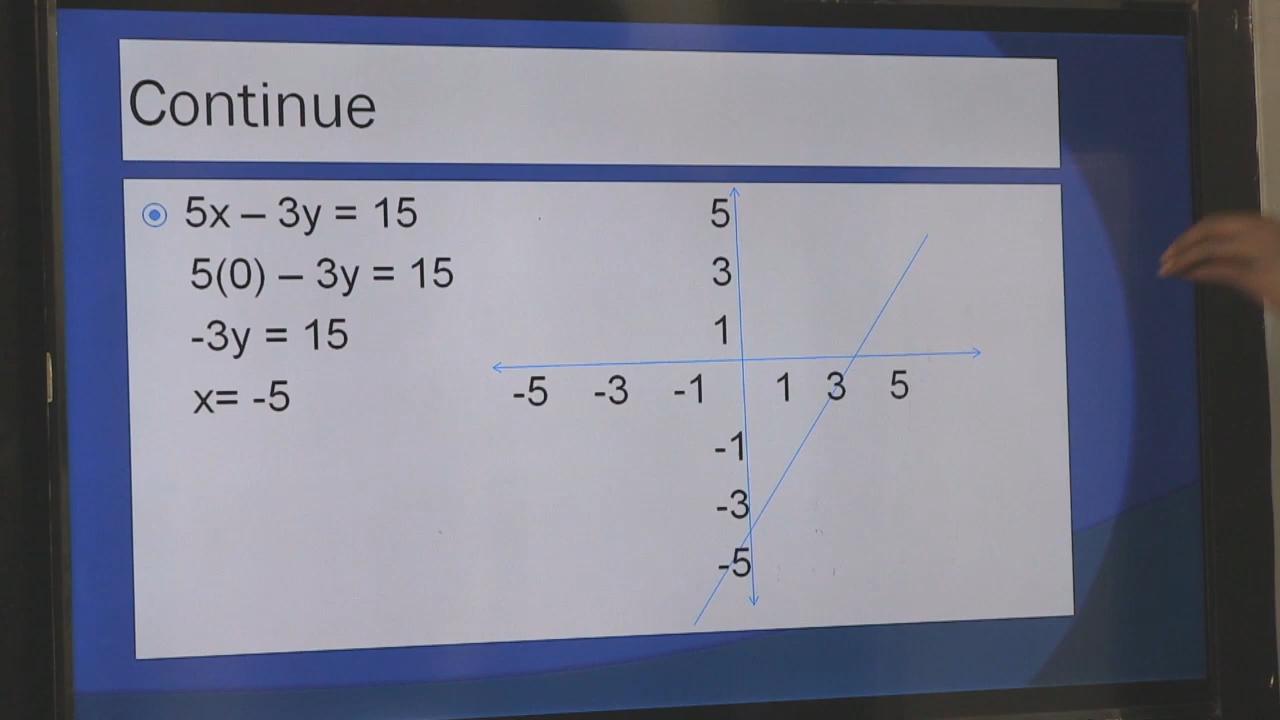 Continue
5x – 3y = 15
5(0) – 3y = 15
-3y = 15
x= -5
5
3
1
-5 -3 -1 1 3 5
-1
-3
-5